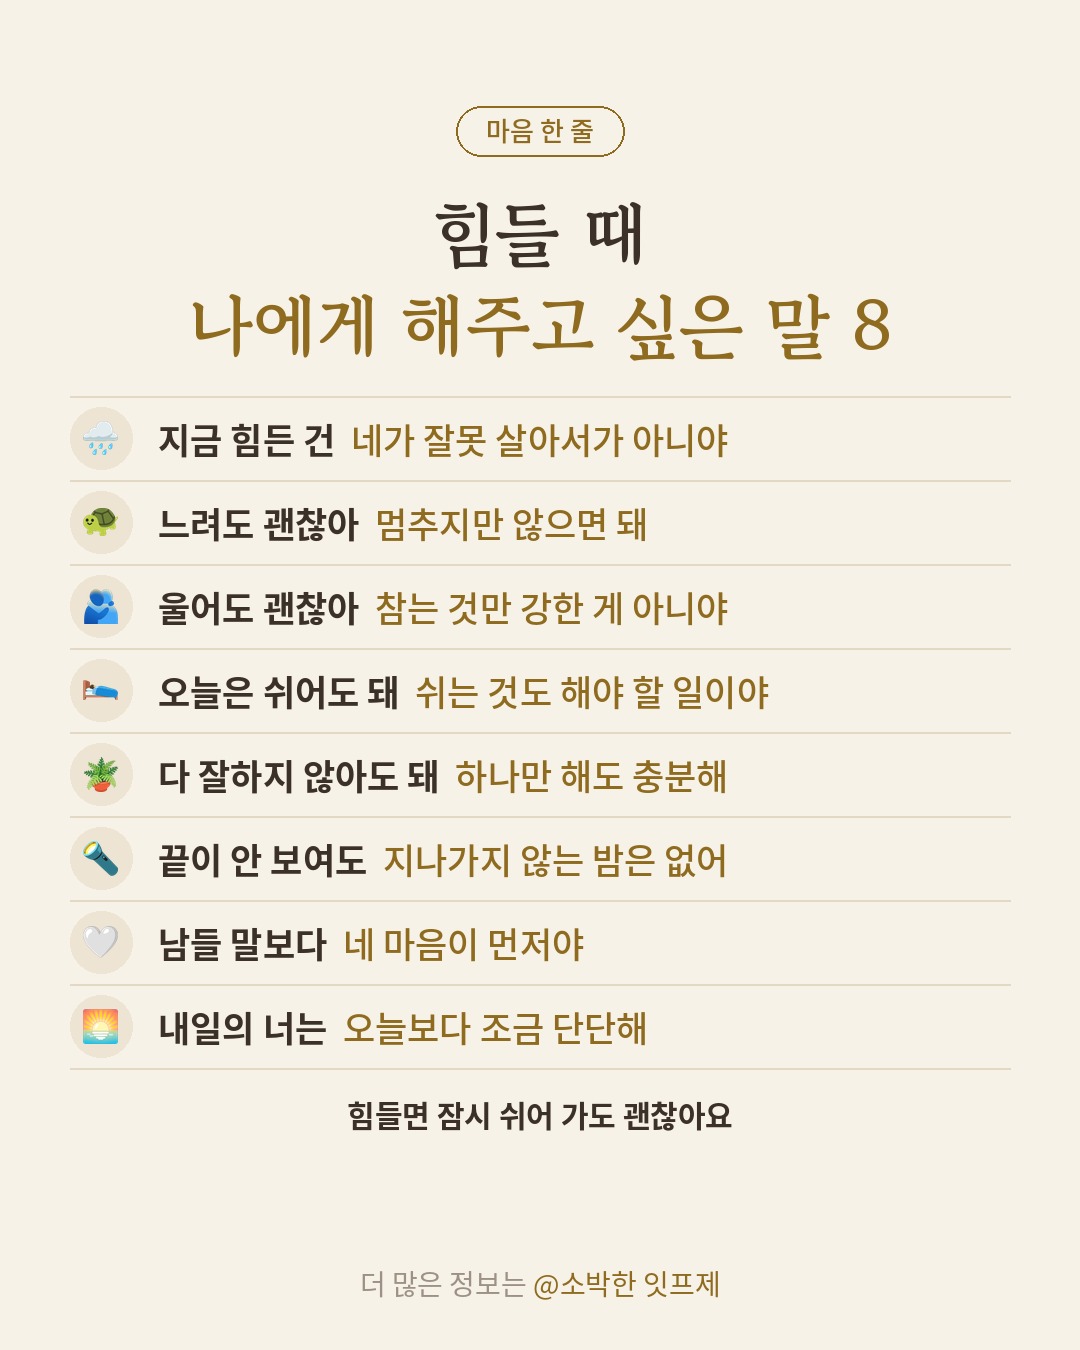 마음 한 줄
힘들 때
나에게 해주고 싶은 말 8
지금 힘든 건 네가 잘못 살아서가 아니야
느려도 괜찮아 멈추지만 않으면 돼
울어도 괜찮아 참는 것만 강한 게 아니야
오늘은 쉬어도 돼 쉬는 것도 해야 할 일이야
다 잘하지 않아도 돼 하나만 해도 충분해
끝이 안 보여도 지나가지 않는 밤은 없어
남들 말보다 네 마음이 먼저야
내일의 너는 오늘보다 조금 단단해
힘들면 잠시 쉬어 가도 괜찮아요
더 많은 정보는 @소박한 잇프제